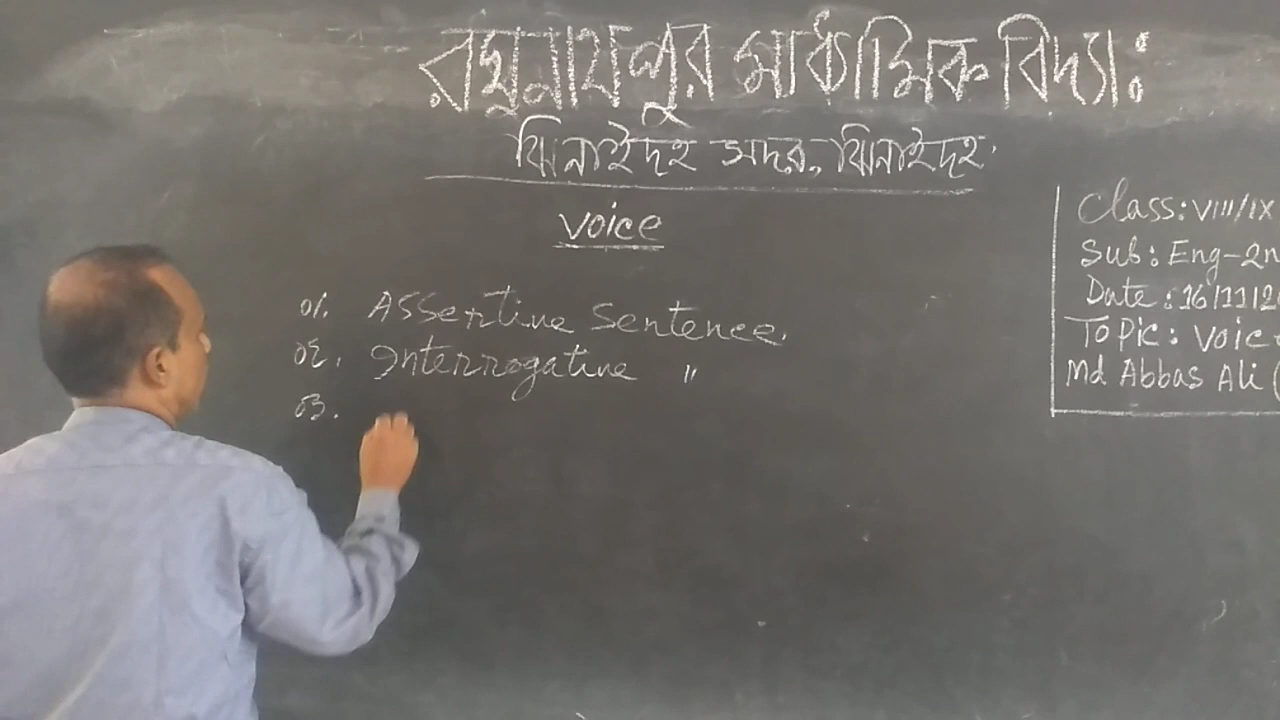 রঘুনাথপুর মাধ্যমিক বিদ্যাঃ
ঝিনাইদহ সদর, ঝিনাইদহ
Voice
01. Assertive Sentence.
02. Interrogative "
03.
Class: VIII/IX
Sub: Eng-2n
Date: 16/11/2
Topic: Voic
Md Abbas Ali (